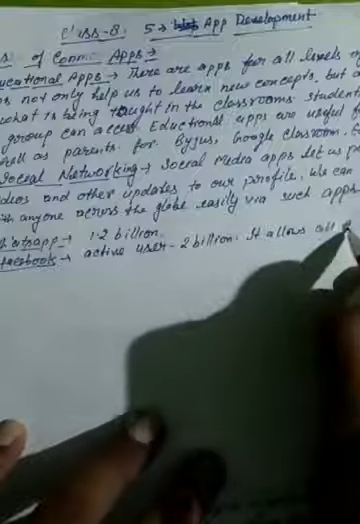 Class-8. 5→ App Development
of Comm: Apps→
Apps→ There are apps for all levels
not only help us to learn new concepts, but
what is being taught in the classrooms. Student
group can access Educational apps are useful
well as parents. for Byjus, Google Classroom.
Social Networking→ Social Media apps let us
and other updates to our profile. We can
with anyone across the globe easily via such apps.
Whatsapp→ 1.2 billion.
facebook→ active user - 2 billion. It allows all